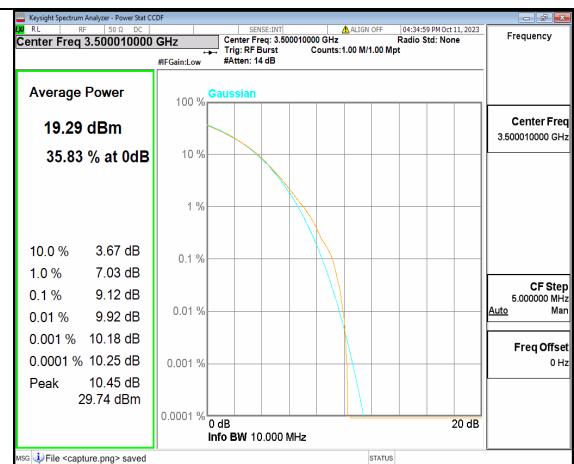 Keysight Spectrum Analyzer - Power Stat CCDF
RL RF 50 Ω DC SENSE:INT ALIGN OFF 04:34:59 PM Oct 11, 2023
Center Freq 3.500010000 GHz
Center Freq: 3.500010000 GHz Radio Std: None
Trig: RF Burst Counts:1.00 M/1.00 Mpt
#IFGain:Low #Atten: 14 dB
Frequency
Average Power
19.29 dBm
35.83 % at 0dB
10.0 % 3.67 dB
1.0 % 7.03 dB
0.1 % 9.12 dB
0.01 % 9.92 dB
0.001 % 10.18 dB
0.0001 % 10.25 dB
Peak 10.45 dB
29.74 dBm
Gaussian
100 %
10 %
1 %
0.1 %
0.01 %
0.001 %
0.0001 %
0 dB 20 dB
Info BW 10.000 MHz
Center Freq
3.500010000 GHz
CF Step
5.000000 MHz
Auto Man
Freq Offset
0 Hz
MSG File <capture.png> saved STATUS